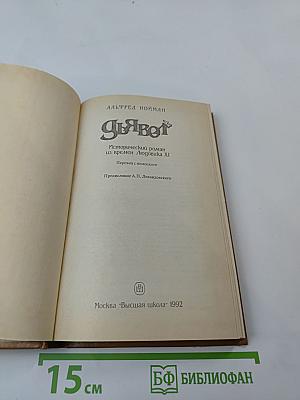 АЛЬФРЕД НОЙМАН
ДЬЯВОЛ
Исторический роман
из времен Людовика XI
Перевод с немецкого
Предисловие А. П. Левандовского
Москва "Высшая школа" 1992
15 см
БФ БИБЛИОФАН